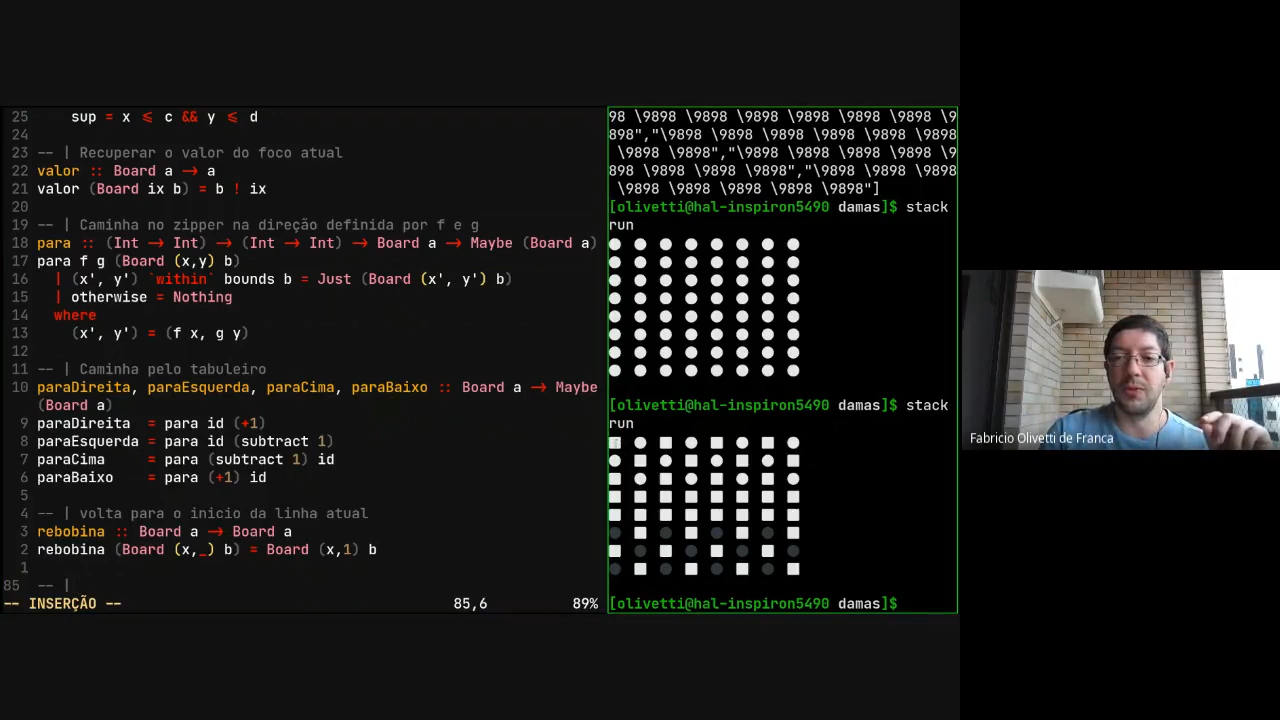 25     sup = x ≤ c && y ≤ d
24
23 -- | Recuperar o valor do foco atual
22 valor :: Board a → a
21 valor (Board ix b) = b ! ix
20
19 -- | Caminha no zipper na direção definida por f e g
18 para :: (Int → Int) → (Int → Int) → Board a → Maybe (Board a)
17 para f g (Board (x,y) b)
16   | (x', y') `within` bounds b = Just (Board (x', y') b)
15   | otherwise = Nothing
14   where
13     (x', y') = (f x, g y)
12
11 -- | Caminha pelo tabuleiro
10 paraDireita, paraEsquerda, paraCima, paraBaixo :: Board a → Maybe
(Board a)
9 paraDireita  = para id (+1)
8 paraEsquerda = para id (subtract 1)
7 paraCima     = para (subtract 1) id
6 paraBaixo    = para (+1) id
5
4 -- | volta para o inicio da linha atual
3 rebobina :: Board a → Board a
2 rebobina (Board (x,_) b) = Board (x,1) b
1
85 -- |
-- INSERÇÃO -- 85,6 89%
98 \9898 \9898 \9898 \9898 \9898 \9898 \9
898","\9898 \9898 \9898 \9898 \9898 \9898
 \9898 \9898","\9898 \9898 \9898 \9898 \9
898 \9898 \9898 \9898","\9898 \9898 \9898
 \9898 \9898 \9898 \9898 \9898"]
[olivetti@hal-inspiron5490 damas]$ stack
run
● ● ● ● ● ● ● ●
● ● ● ● ● ● ● ●
● ● ● ● ● ● ● ●
● ● ● ● ● ● ● ●
● ● ● ● ● ● ● ●
● ● ● ● ● ● ● ●
● ● ● ● ● ● ● ●
● ● ● ● ● ● ● ●
[olivetti@hal-inspiron5490 damas]$ stack
run
[olivetti@hal-inspiron5490 damas]$
Fabricio Olivetti de Franca